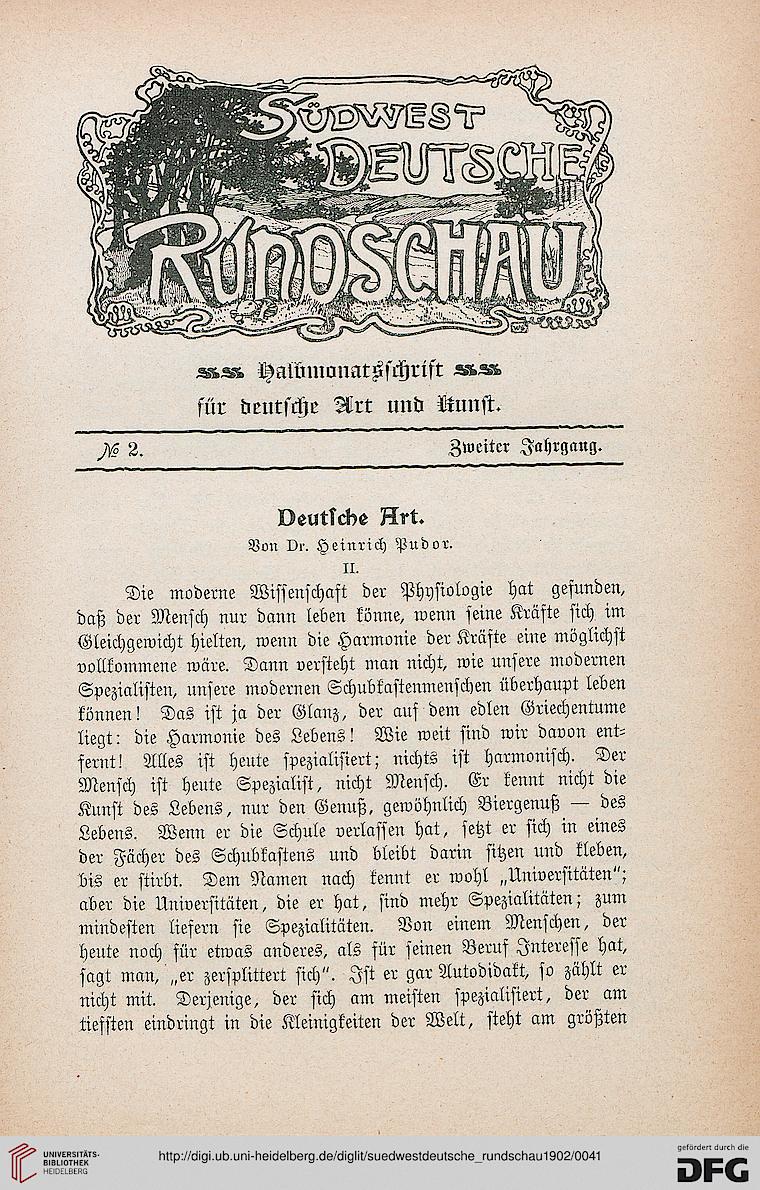 SÜDWEST
DEUTSCHE
RUNDSCHAU
Halbmonatsschrift
für deutsche Art und Kunst.
№ 2.
Zweiter Jahrgang.
Deutsche Art.
Von Dr. Heinrich Pudor.
II.
Die moderne Wissenschaft der Physiologie hat gefunden,
daß der Mensch nur dann leben könne, wenn seine Kräfte sich im
Gleichgewicht hielten, wenn die Harmonie der Kräfte eine möglichst
vollkommene wäre. Dann versteht man nicht, wie unsere modernen
Spezialisten, unsere modernen Schubkastenmenschen überhaupt leben
können! Das ist ja der Glanz, der auf dem edlen Griechentume
liegt: die Harmonie des Lebens! Wie weit sind wir davon ent-
fernt! Alles ist heute spezialisiert; nichts ist harmonisch. Der
Mensch ist heute Spezialist, nicht Mensch. Er kennt nicht die
Kunst des Lebens, nur den Genuß, gewöhnlich Biergenuß — des
Lebens. Wenn er die Schule verlassen hat, setzt er sich in eines
der Fächer des Schubkastens und bleibt darin sitzen und kleben,
bis er stirbt. Dem Namen nach kennt er wohl „Universitäten";
aber die Universitäten, die er hat, sind mehr Spezialitäten; zum
mindesten liefern sie Spezialitäten. Von einem Menschen, der
heute noch für etwas anderes, als für seinen Beruf Interesse hat,
sagt man, „er zersplittert sich". Ist er gar Autodidakt, so zählt er
nicht mit. Derjenige, der sich am meisten spezialisiert, der am
tiefsten eindringt in die Kleinigkeiten der Welt, steht am größten
UNIVERSITÄTS-
BIBLIOTHEK
HEIDELBERG
http://digi.ub.uni-heidelberg.de/diglit/suedwestdeutsche_rundschau1902/0041
gefördert durch die
DFG